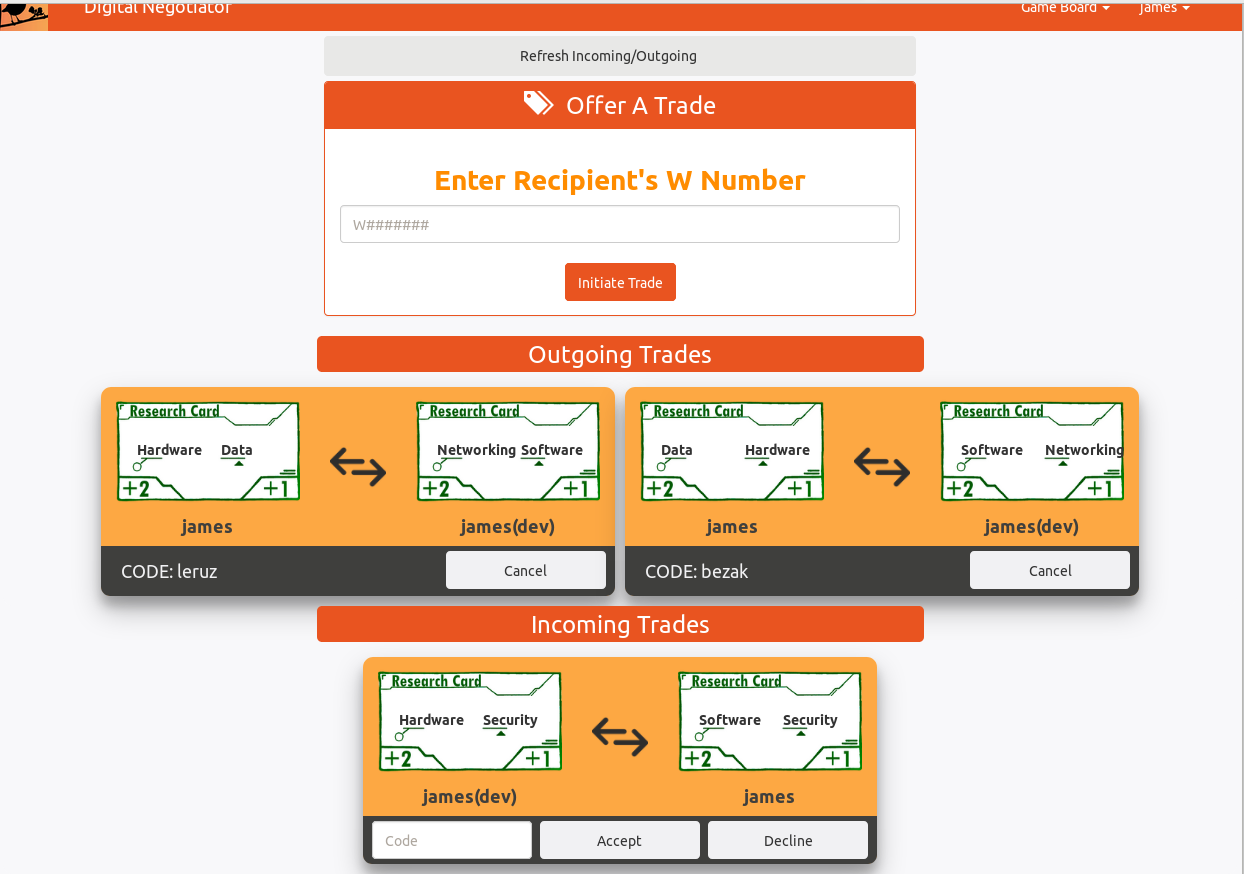 Digital Negotiator Game Board james
Refresh Incoming/Outgoing
Offer A Trade
Enter Recipient's W Number
W#######
Initiate Trade
Outgoing Trades
Research Card Research Card Research Card Research Card
Hardware Data Networking Software Data Hardware Software Networking
+2 +1 +2 +1 +2 +1 +2 +1
james james(dev) james james(dev)
CODE: leruz Cancel CODE: bezak Cancel
Incoming Trades
Research Card Research Card
Hardware Security Software Security
+2 +1 +2 +1
james(dev) james
Code Accept Decline